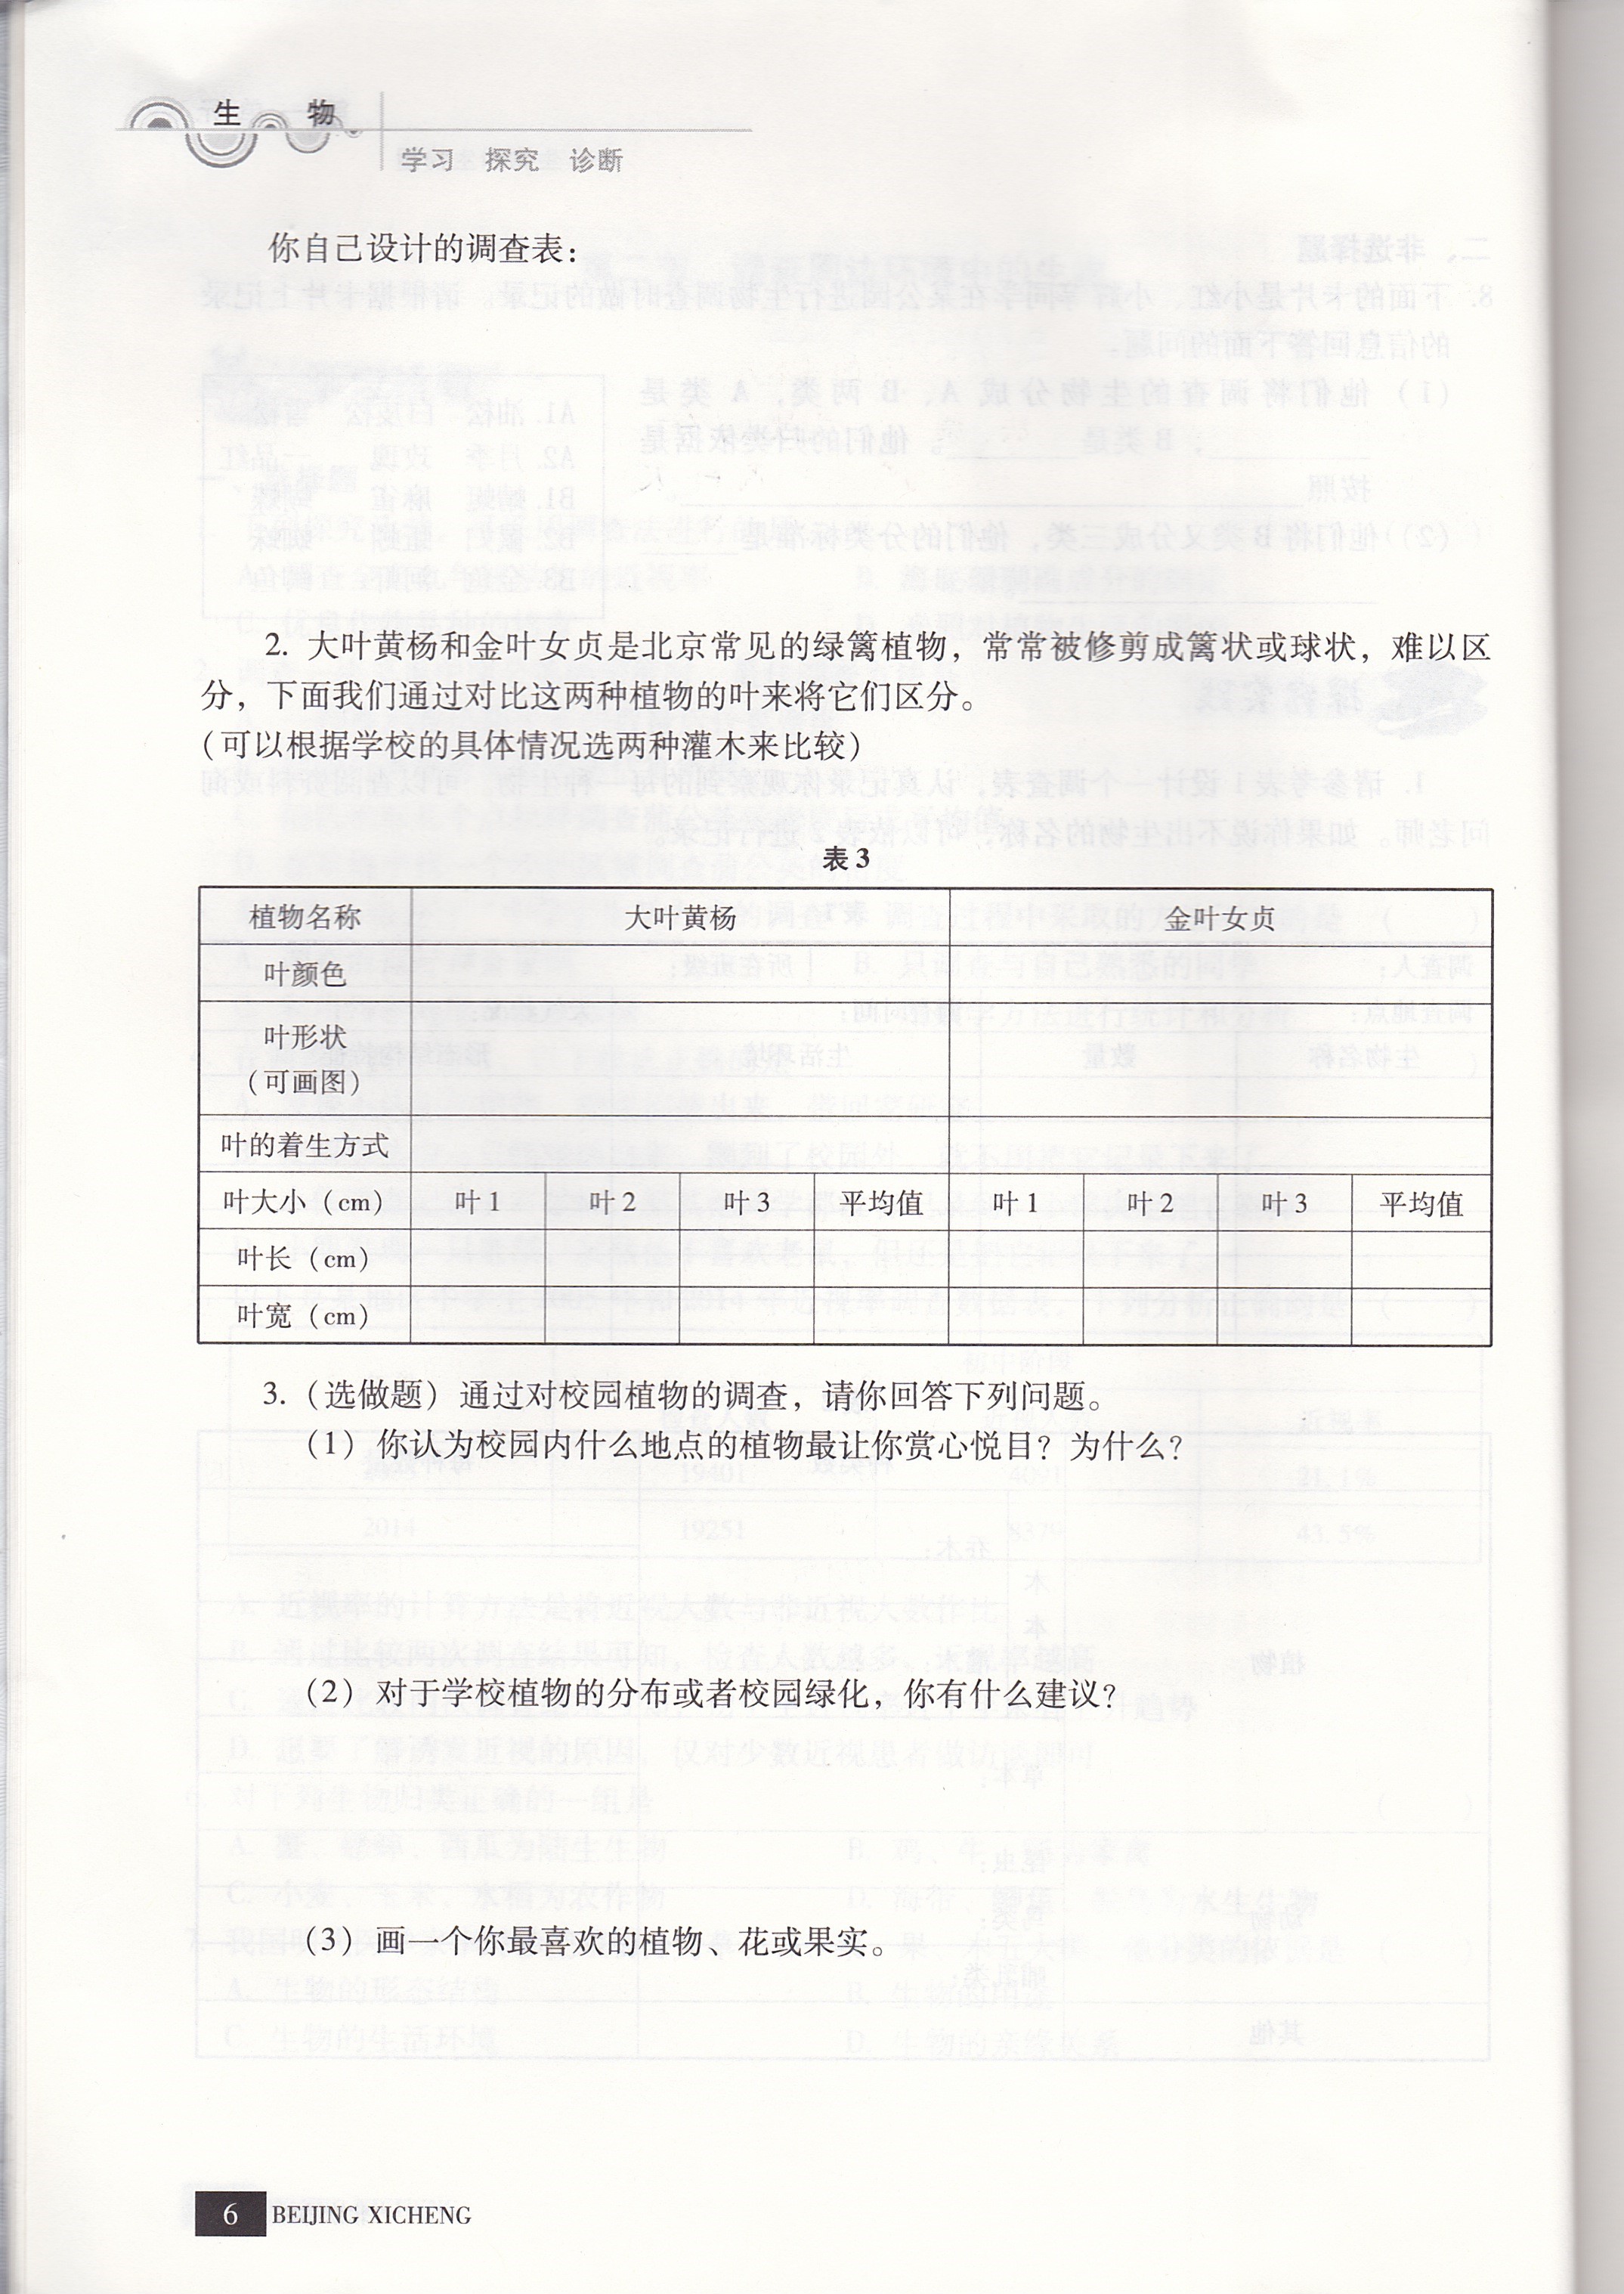 生 物
学习 探究 诊断
你自己设计的调查表：
2. 大叶黄杨和金叶女贞是北京常见的绿篱植物，常常被修剪成篱状或球状，难以区
分，下面我们通过对比这两种植物的叶来将它们区分。
（可以根据学校的具体情况选两种灌木来比较）
表 3
植物名称 大叶黄杨 金叶女贞
叶颜色
叶形状
（可画图）
叶的着生方式
叶大小（cm） 叶 1 叶 2 叶 3 平均值 叶 1 叶 2 叶 3 平均值
叶长（cm）
叶宽（cm）
3.（选做题）通过对校园植物的调查，请你回答下列问题。
（1）你认为校园内什么地点的植物最让你赏心悦目？为什么？
（2）对于学校植物的分布或者校园绿化，你有什么建议？
（3）画一个你最喜欢的植物、花或果实。
6 BEIJING XICHENG